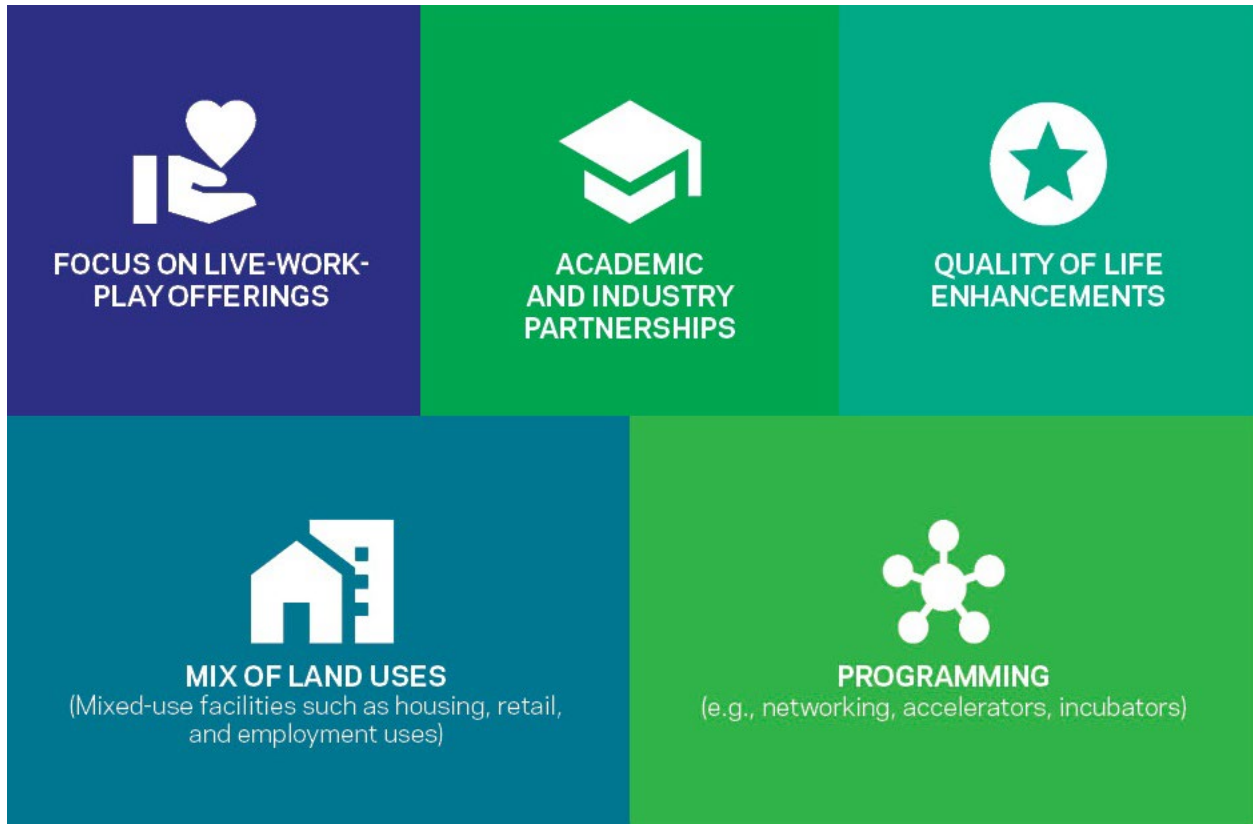 FOCUS ON LIVE-WORK-
PLAY OFFERINGS
ACADEMIC
AND INDUSTRY
PARTNERSHIPS
QUALITY OF LIFE
ENHANCEMENTS
MIX OF LAND USES
(Mixed-use facilities such as housing, retail,
and employment uses)
PROGRAMMING
(e.g., networking, accelerators, incubators)